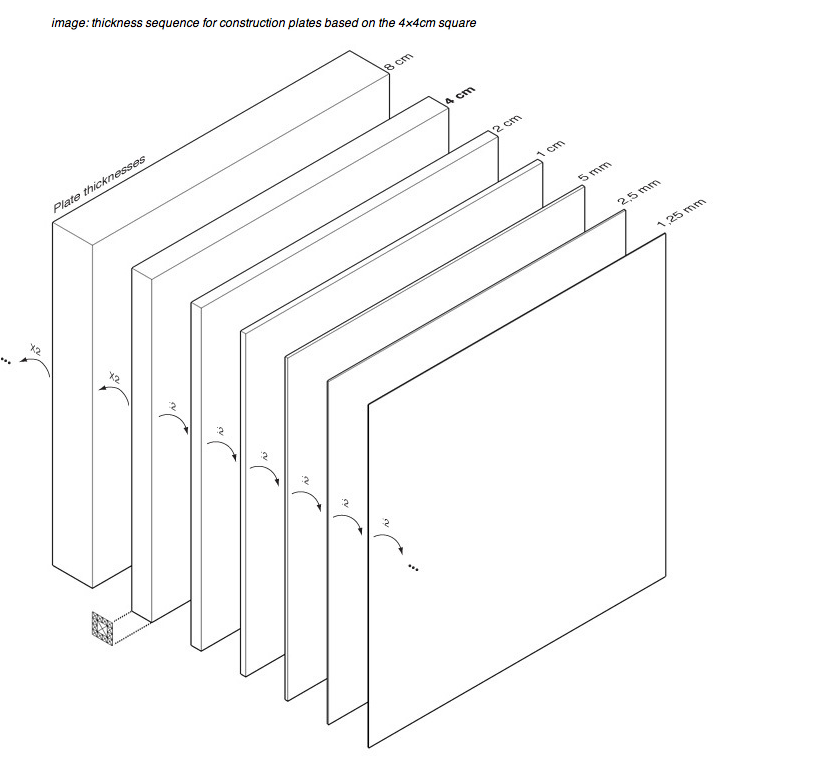 image: thickness sequence for construction plates based on the 4×4cm square
Plate thicknesses
8 cm
4 cm
2 cm
1 cm
5 mm
2,5 mm
1,25 mm
...
X2
X2
:2
:2
:2
:2
:2
:2
...